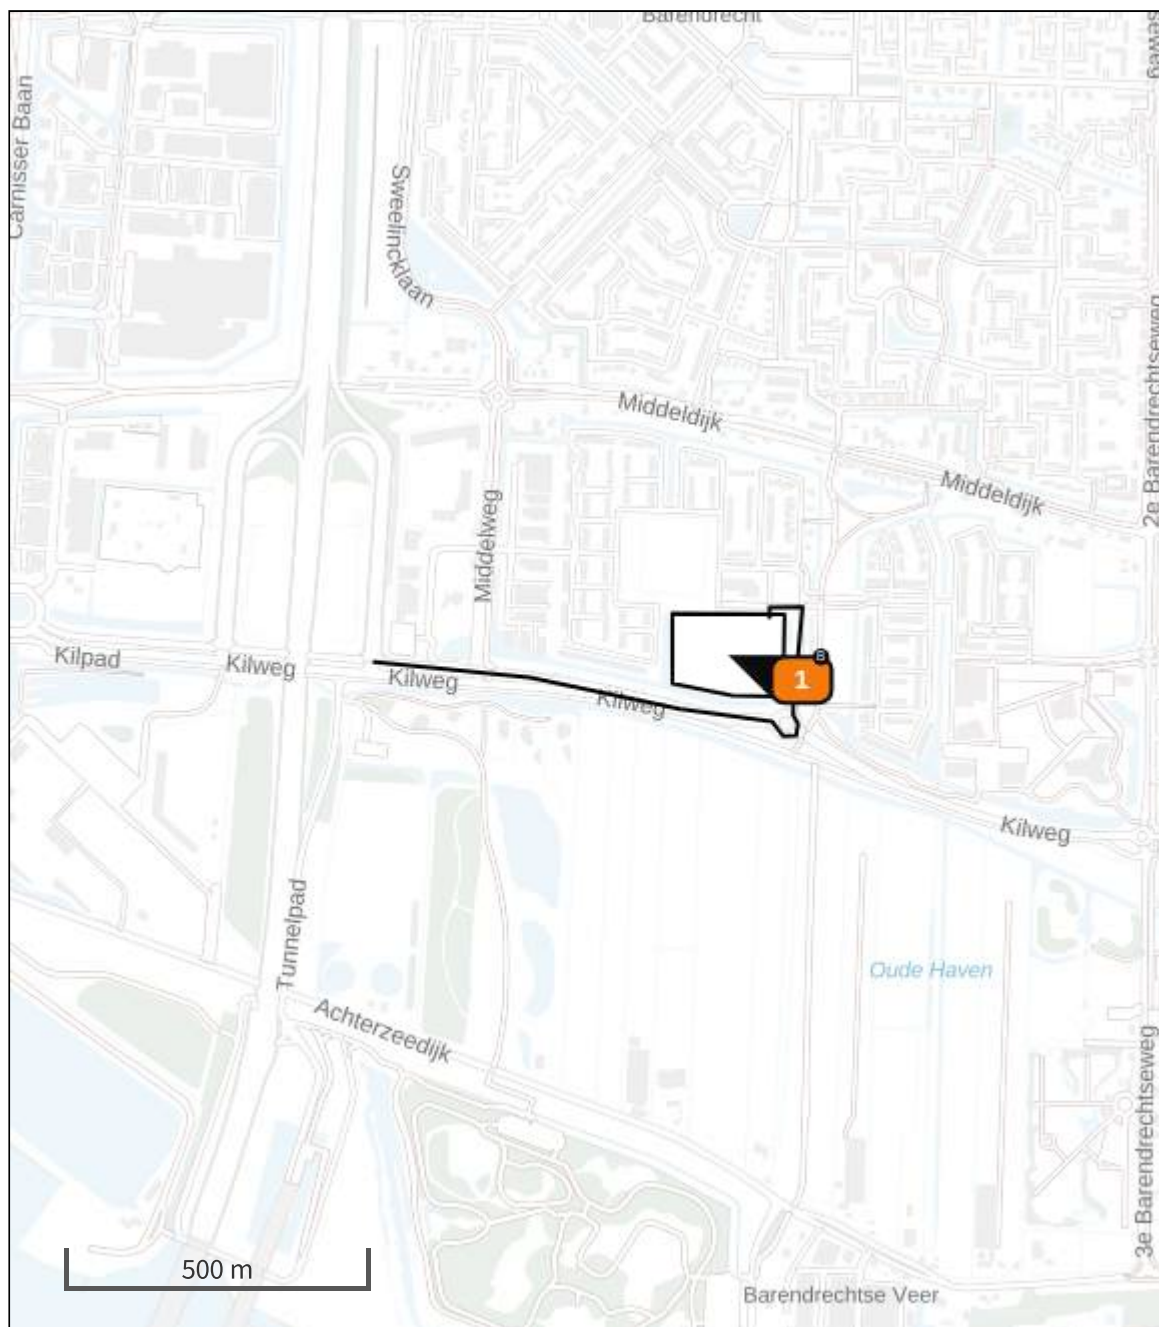 Barendrecht
Carnisser Baan
Sweelincklaan
Middeldijk
Middeldijk
2e Barendrechtseweg
Middelweg
Kilpad
Kilweg
Kilweg
Kilweg
B
1
Kilweg
Tunnelpad
Oude Haven
Achterzeedijk
3e Barendrechtseweg
500 m
Barendrechtse Veer